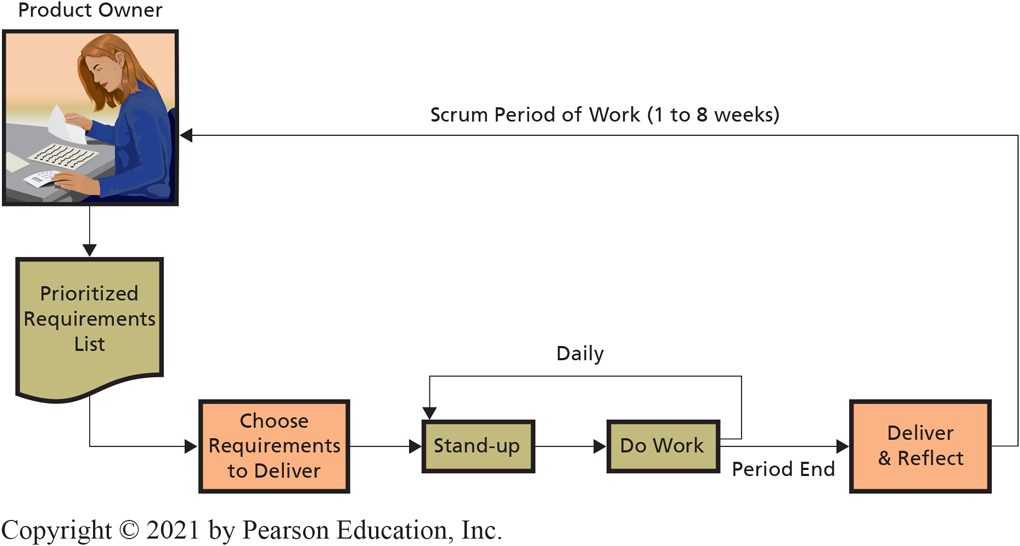 Product Owner
Scrum Period of Work (1 to 8 weeks)
Prioritized
Requirements
List
Daily
Choose
Requirements
to Deliver
Stand-up
Do Work
Period End
Deliver
& Reflect
Copyright © 2021 by Pearson Education, Inc.